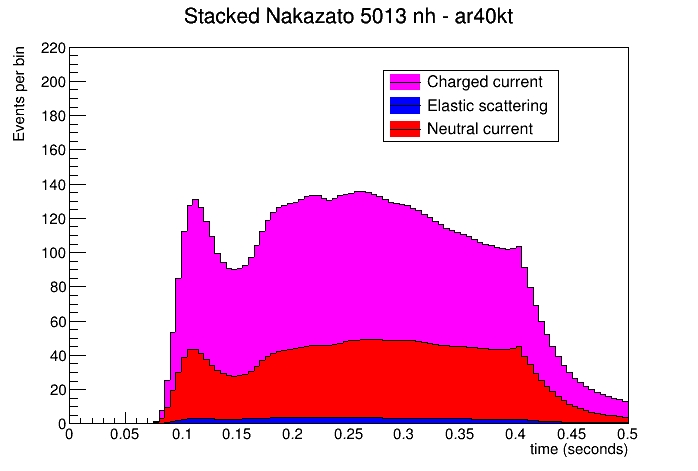 Stacked Nakazato 5013 nh - ar40kt
Events per bin
220
200
180
160
140
120
100
80
60
40
20
0
Charged current
Elastic scattering
Neutral current
0 0.05 0.1 0.15 0.2 0.25 0.3 0.35 0.4 0.45 0.5
time (seconds)